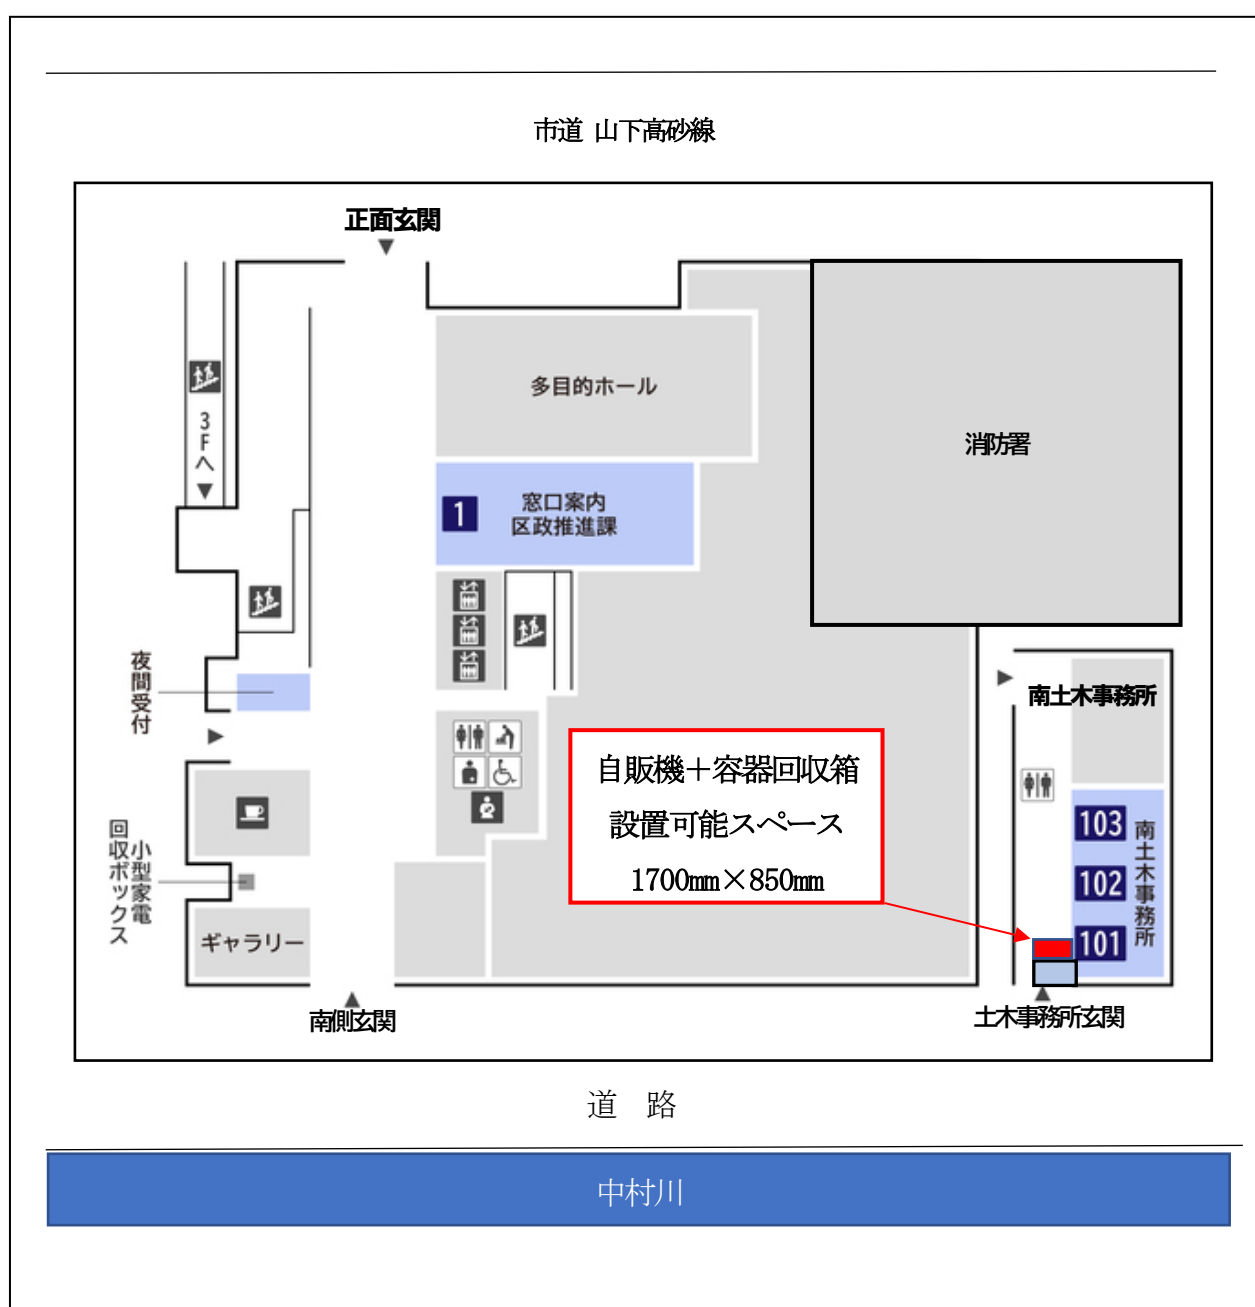 市道 山下高砂線
正面玄関
3Fへ
多目的ホール
消防署
1
窓口案内
区政推進課
夜間受付
南土木事務所
自販機＋容器回収箱
設置可能スペース
1700mm×850mm
103
102
101
南土木事務所
小型家電
回収ボックス
ギャラリー
南側玄関
土木事務所玄関
道　路
中村川